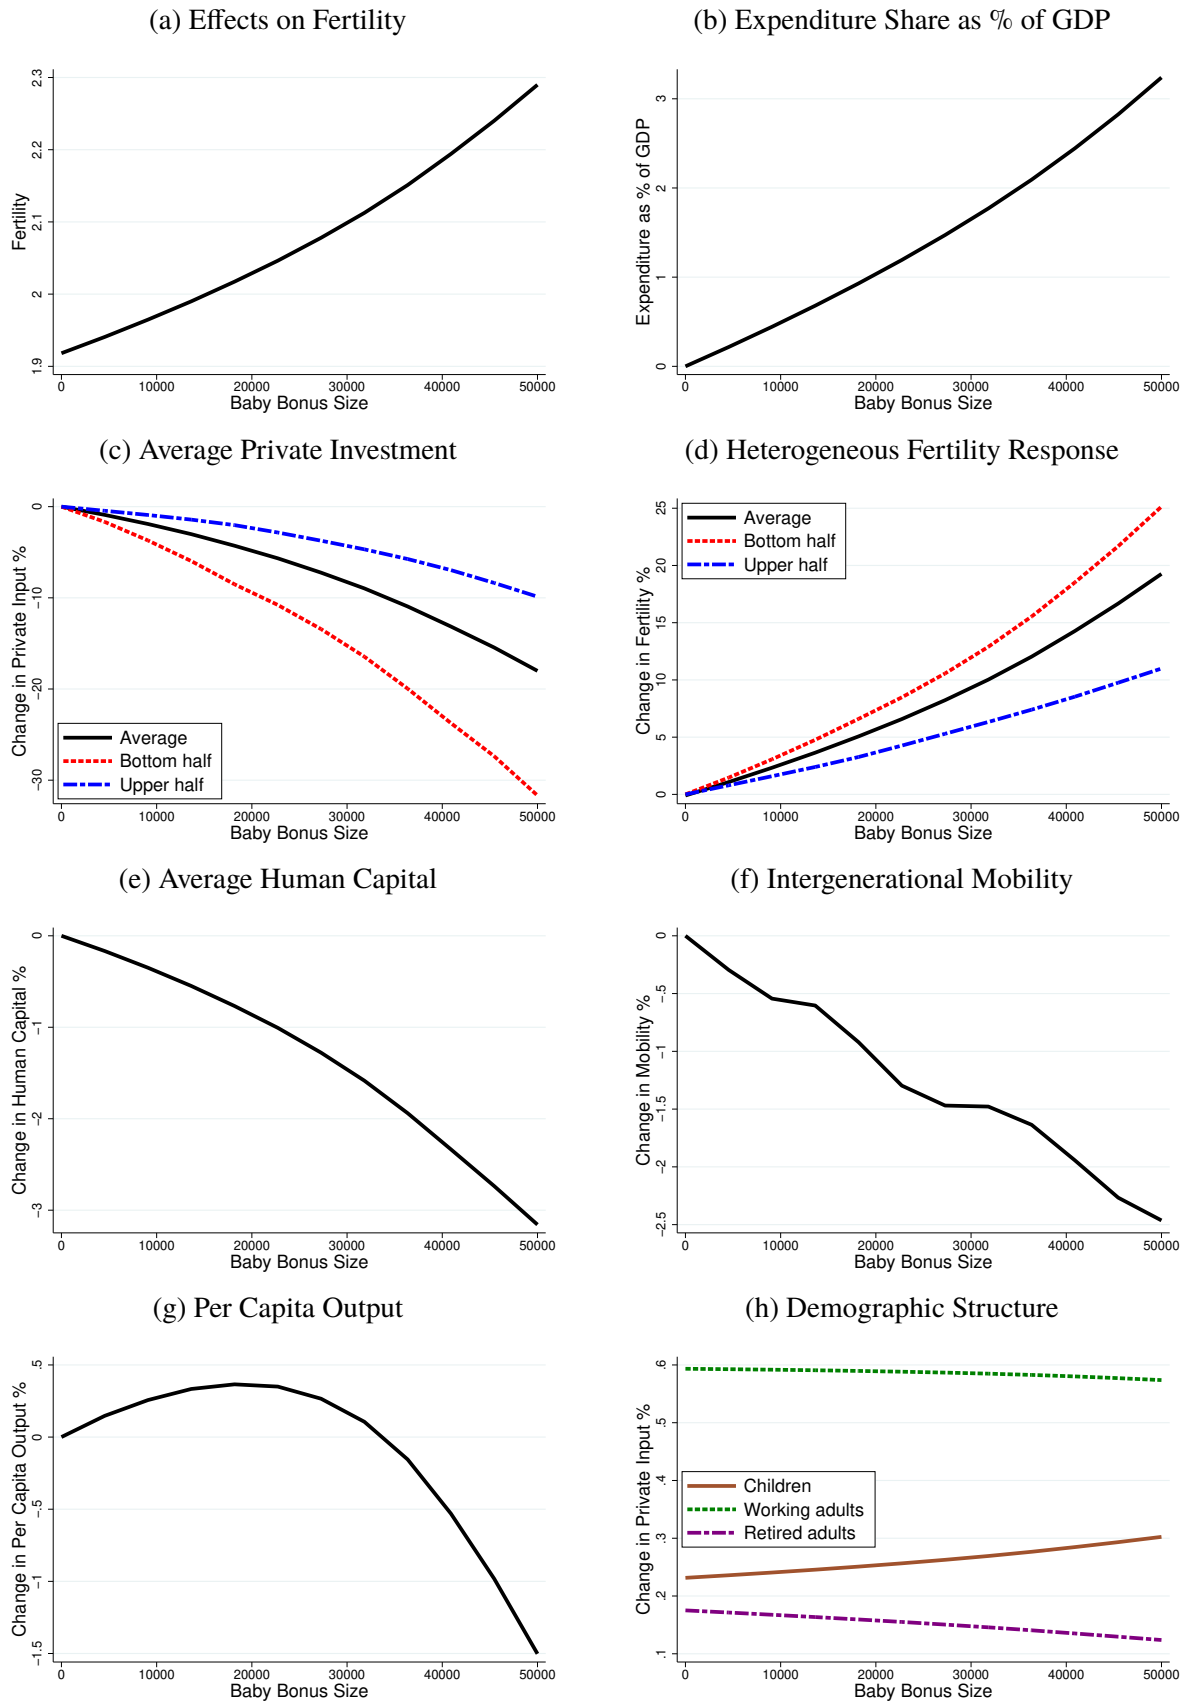 (a) Effects on Fertility
Fertility
2.3
2.2
2.1
2
1.9
0 10000 20000 30000 40000 50000
Baby Bonus Size
(b) Expenditure Share as % of GDP
Expenditure as % of GDP
3
2
1
0
0 10000 20000 30000 40000 50000
Baby Bonus Size
(c) Average Private Investment
Change in Private Input %
0
-10
-20
-30
Average
Bottom half
Upper half
0 10000 20000 30000 40000 50000
Baby Bonus Size
(d) Heterogeneous Fertility Response
Change in Fertility %
25
20
15
10
5
0
Average
Bottom half
Upper half
0 10000 20000 30000 40000 50000
Baby Bonus Size
(e) Average Human Capital
Change in Human Capital %
0
-1
-2
-3
0 10000 20000 30000 40000 50000
Baby Bonus Size
(f) Intergenerational Mobility
Change in Mobility %
0
-.5
-1
-1.5
-2
-2.5
0 10000 20000 30000 40000 50000
Baby Bonus Size
(g) Per Capita Output
Change in Per Capita Output %
.5
0
-.5
-1
-1.5
0 10000 20000 30000 40000 50000
Baby Bonus Size
(h) Demographic Structure
Change in Private Input %
.6
.5
.4
.3
.2
.1
Children
Working adults
Retired adults
0 10000 20000 30000 40000 50000
Baby Bonus Size